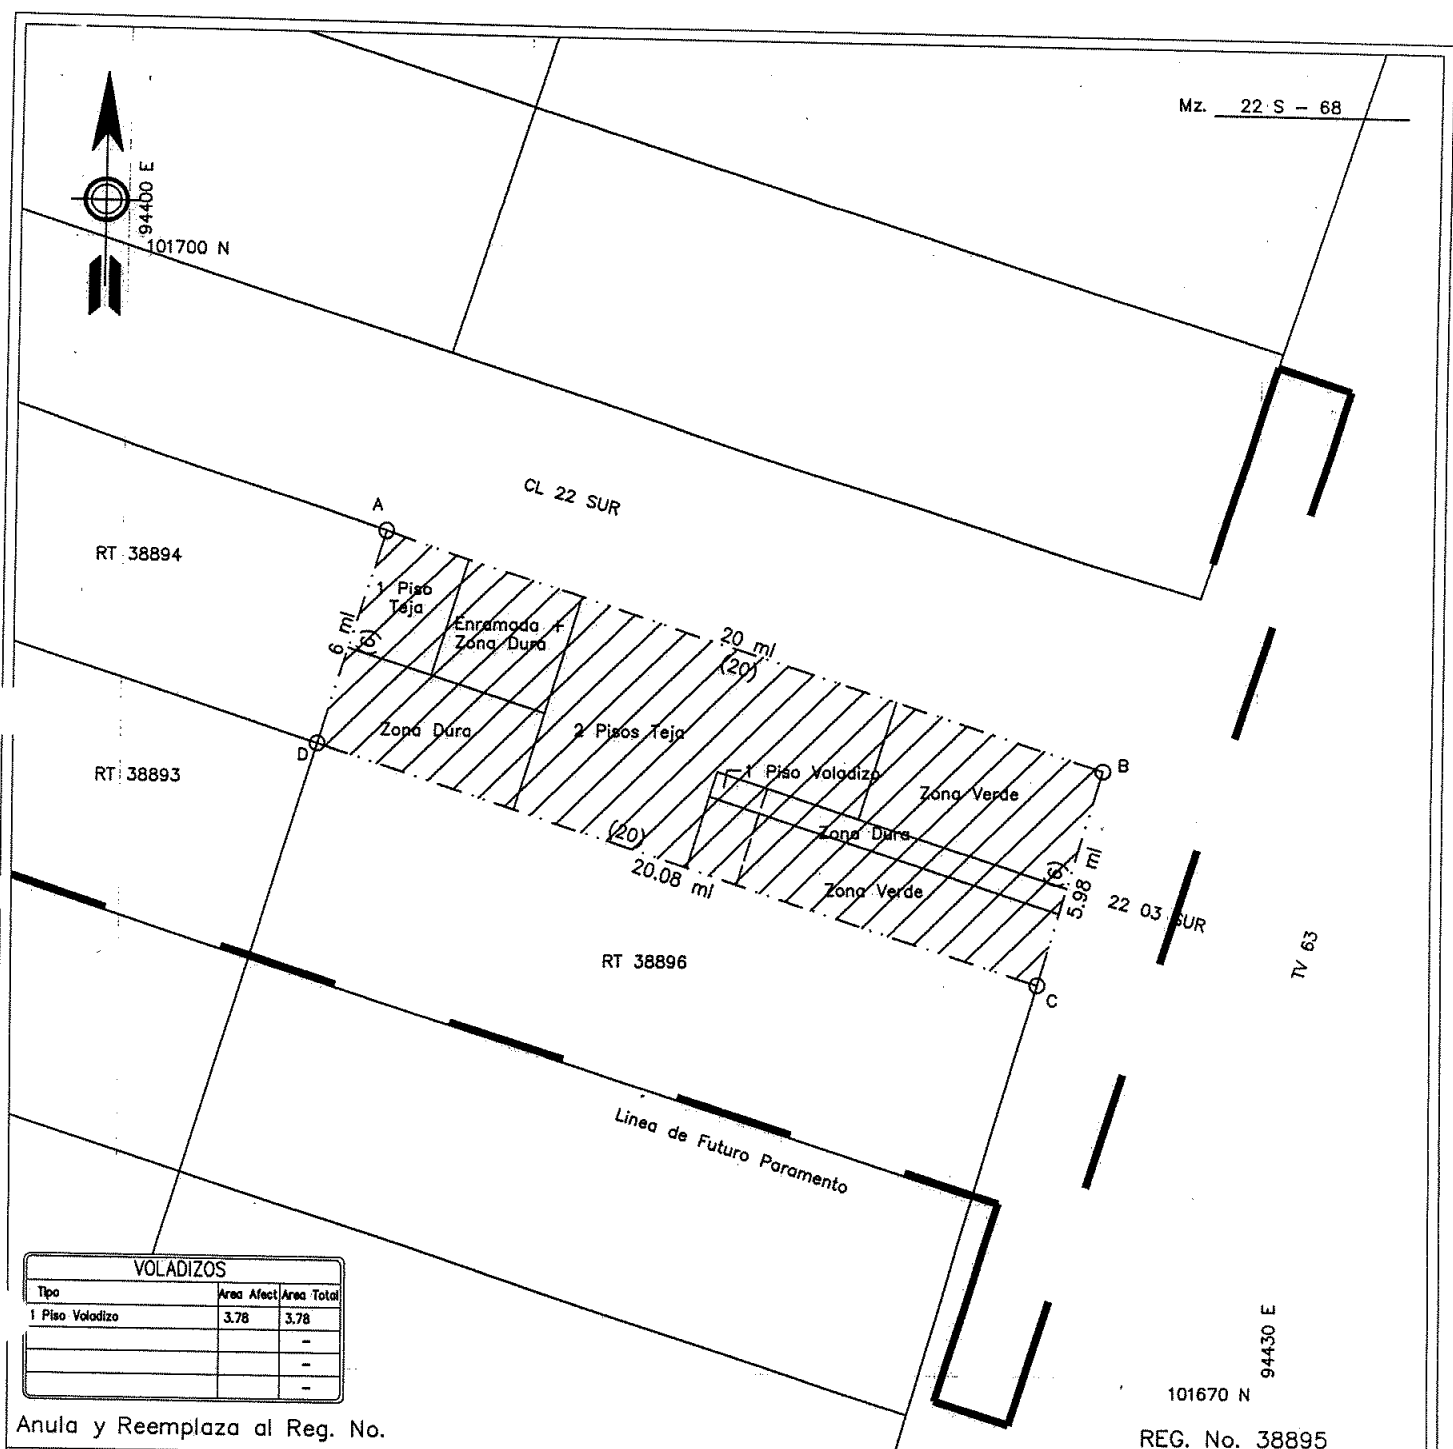 Mz. 22 S - 68
94400 E
101700 N
CL 22 SUR
A
RT 38894
1 Piso
Teja
Enramada +
Zona Dura
6 ml
(6)
20 ml
(20)
Zona Dura
2 Pisos Teja
D
B
RT 38893
1 Piso Voladizo
Zona Verde
Zona Dura
(20)
20.08 ml
Zona Verde
(6)
5.98 ml
22 03 SUR
TV 63
RT 38896
C
Linea de Futuro Paramento
VOLADIZOS
Tipo Area Afect Area Total
1 Piso Voladizo 3.78 3.78
-
-
-
94430 E
101670 N
Anula y Reemplaza al Reg. No.
REG. No. 38895